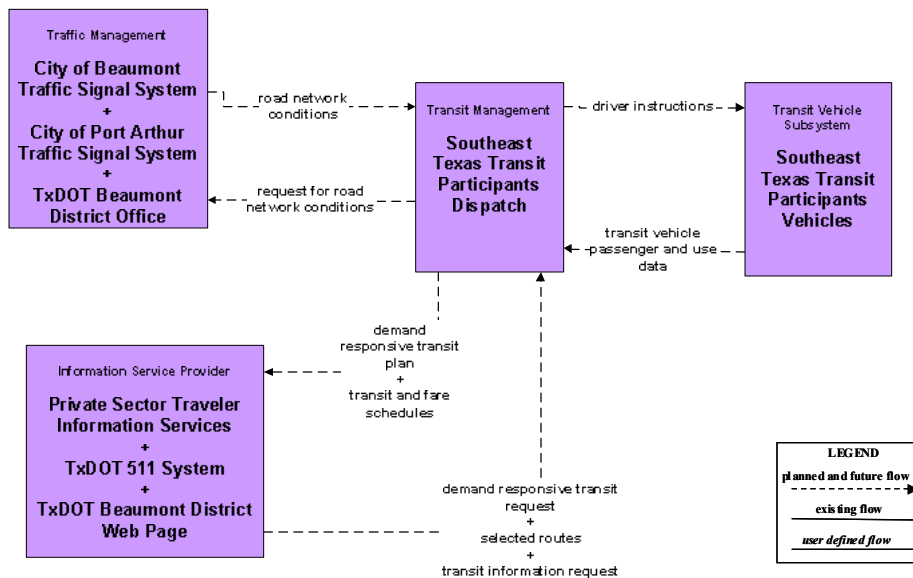 Traffic Management
City of Beaumont
Traffic Signal System
+
City of Port Arthur
Traffic Signal System
+
TxDOT Beaumont
District Office
road network
conditions
request for road
network conditions
Transit Management
Southeast
Texas Transit
Participants
Dispatch
driver instructions
transit vehicle
passenger and use
data
Transit Vehicle
Subsystem
Southeast
Texas Transit
Participants
Vehicles
demand
responsive transit
plan
+
transit and fare
schedules
Information Service Provider
Private Sector Traveler
Information Services
+
TxDOT 511 System
+
TxDOT Beaumont District
Web Page
demand responsive transit
request
+
selected routes
+
transit information request
LEGEND
planned and future flow
existing flow
user defined flow